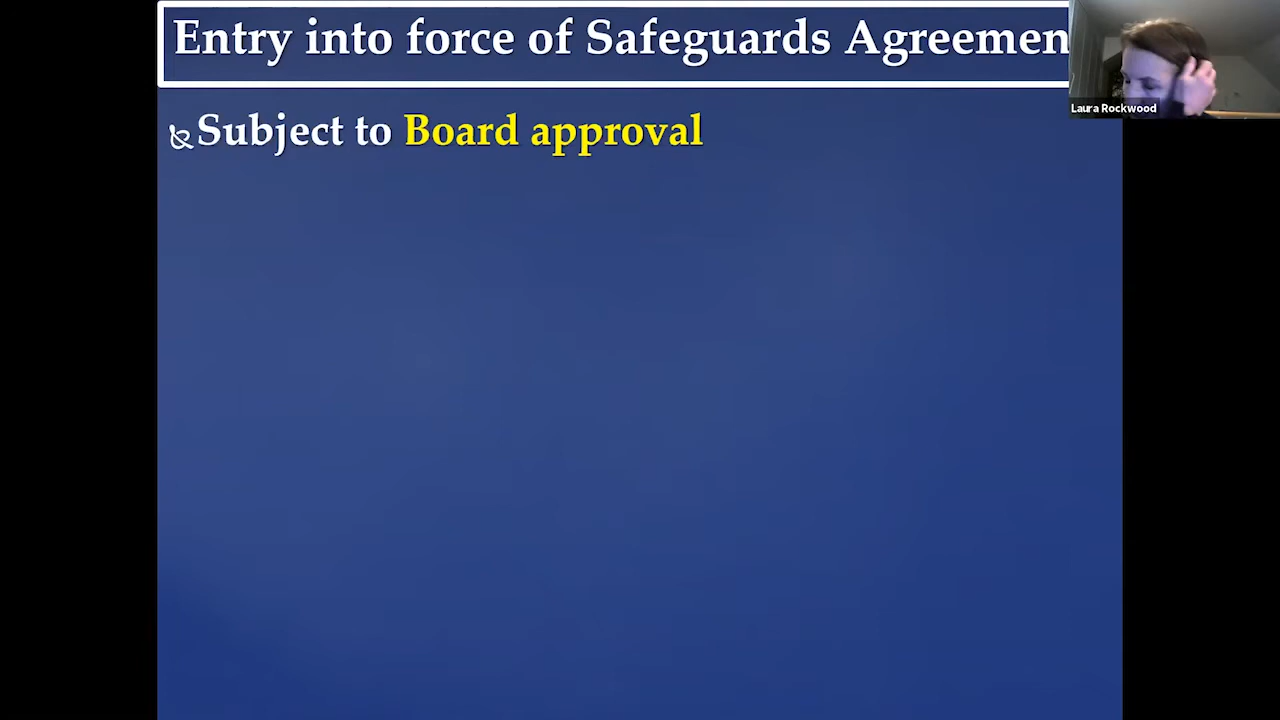 Entry into force of Safeguards Agreemen
Laura Rockwood
Subject to Board approval